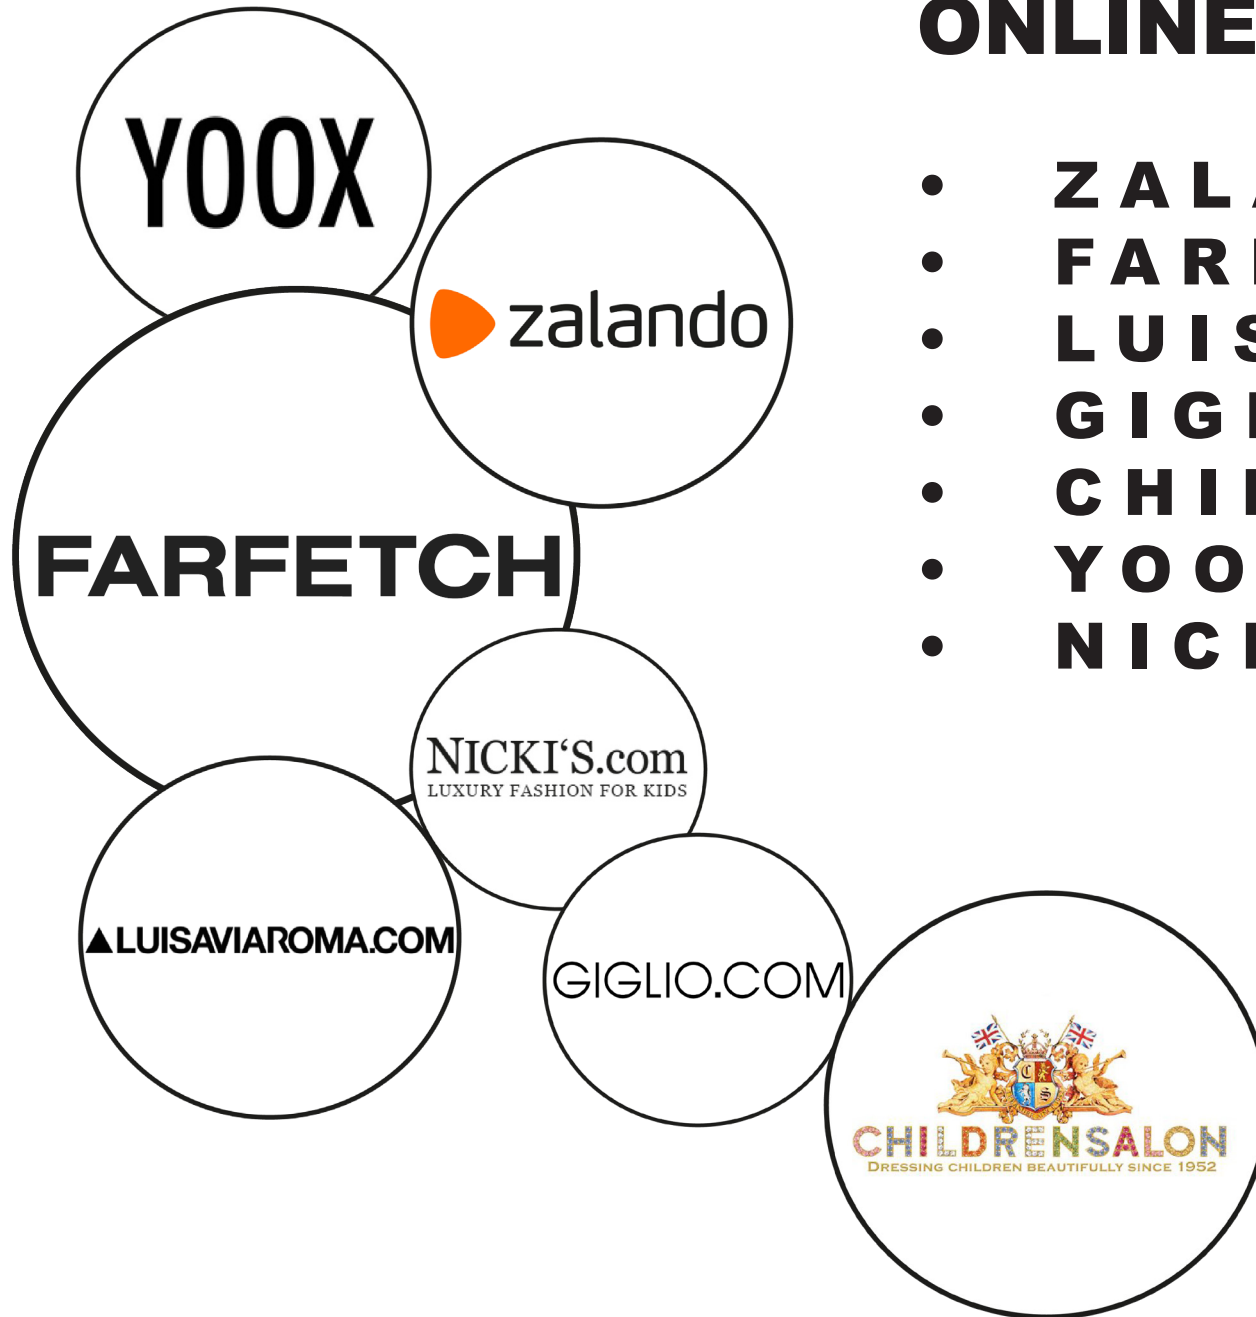 YOOX
zalando
FARFETCH
NICKI‘S.com
LUXURY FASHION FOR KIDS
▲LUISAVIAROMA.COM
GIGLIO.COM
C
S
CHILDRENSALON
DRESSING CHILDREN BEAUTIFULLY SINCE 1952
ONLINE
• Z A L
• F A R
• L U I S
• G I G
• C H I
• Y O O
• N I C